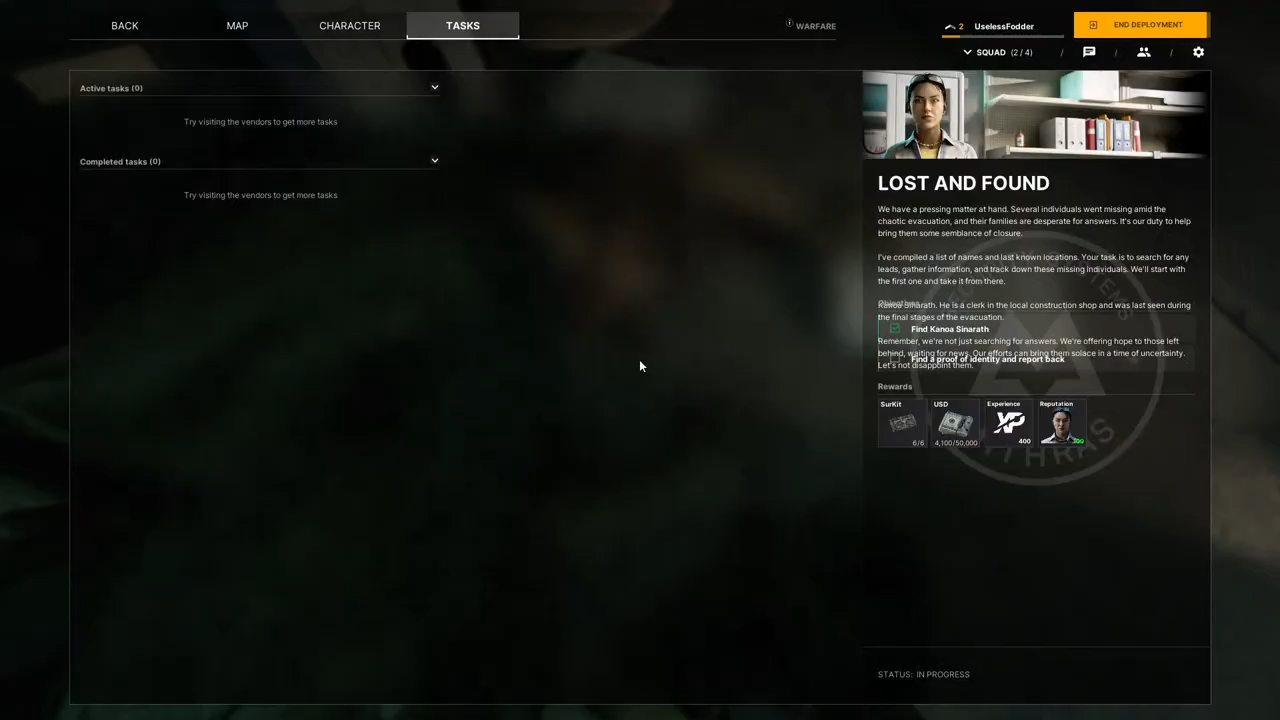 BACK
MAP
CHARACTER
TASKS
WARFARE
2 UselessFodder
END DEPLOYMENT
SQUAD (2 / 4)
/
/
/
Active tasks (0)
Try visiting the vendors to get more tasks
Completed tasks (0)
Try visiting the vendors to get more tasks
LOST AND FOUND
We have a pressing matter at hand. Several individuals went missing amid the
chaotic evacuation, and their families are desperate for answers. It's our duty to help
bring them some semblance of closure.
I've compiled a list of names and last known locations. Your task is to search for any
leads, gather information, and track down these missing individuals. We'll start with
the first one and take it from there.
Objectives
Kanoa Sinarath. He is a clerk in the local construction shop and was last seen during
the final stages of the evacuation.
Find Kanoa Sinarath
Remember, we're not just searching for answers. We're offering hope to those left
behind, waiting for news. Our efforts can bring them solace in a time of uncertainty.
Find a proof of identity and report back
Let's not disappoint them.
Rewards
SurKit
6/6
USD
4,100/50,000
Experience
XP
400
Reputation
MITHRAS
STATUS: IN PROGRESS